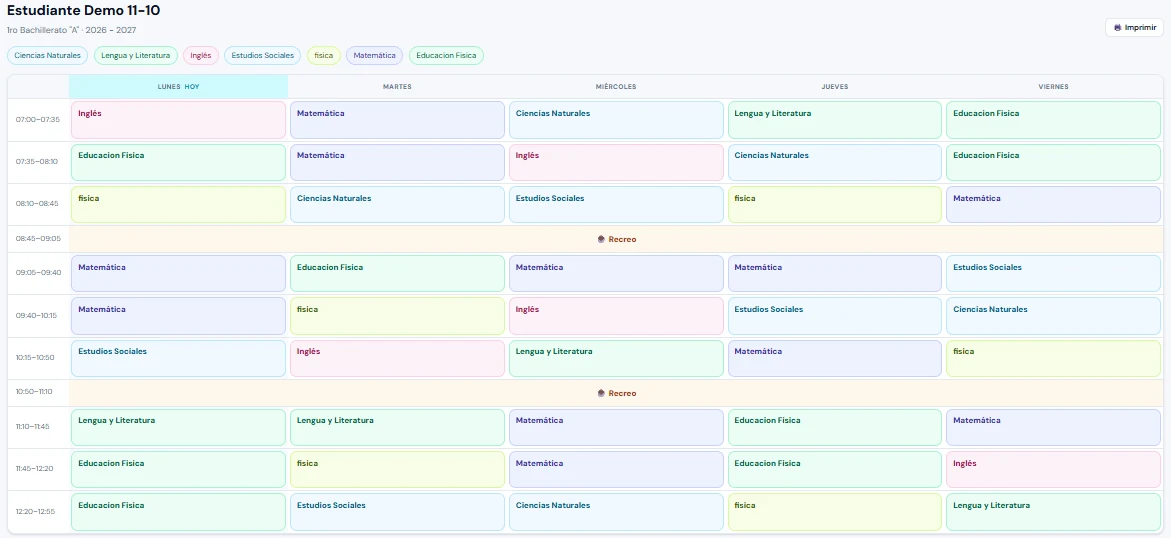 Estudiante Demo 11-10
1ro Bachillerato "A" · 2026 - 2027
Imprimir
Ciencias Naturales Lengua y Literatura Inglés Estudios Sociales fisica Matemática Educacion Fisica
LUNES HOY MARTES MIÉRCOLES JUEVES VIERNES
07:00–07:35 Inglés Matemática Ciencias Naturales Lengua y Literatura Educacion Fisica
07:35–08:10 Educacion Fisica Matemática Inglés Ciencias Naturales Educacion Fisica
08:10–08:45 fisica Ciencias Naturales Estudios Sociales fisica Matemática
08:45–09:05 Recreo
09:05–09:40 Matemática Educacion Fisica Matemática Matemática Estudios Sociales
09:40–10:15 Matemática fisica Inglés Estudios Sociales Ciencias Naturales
10:15–10:50 Estudios Sociales Inglés Lengua y Literatura Matemática fisica
10:50–11:10 Recreo
11:10–11:45 Lengua y Literatura Lengua y Literatura Matemática Educacion Fisica Matemática
11:45–12:20 Educacion Fisica fisica Matemática Educacion Fisica Inglés
12:20–12:55 Educacion Fisica Estudios Sociales Ciencias Naturales fisica Lengua y Literatura